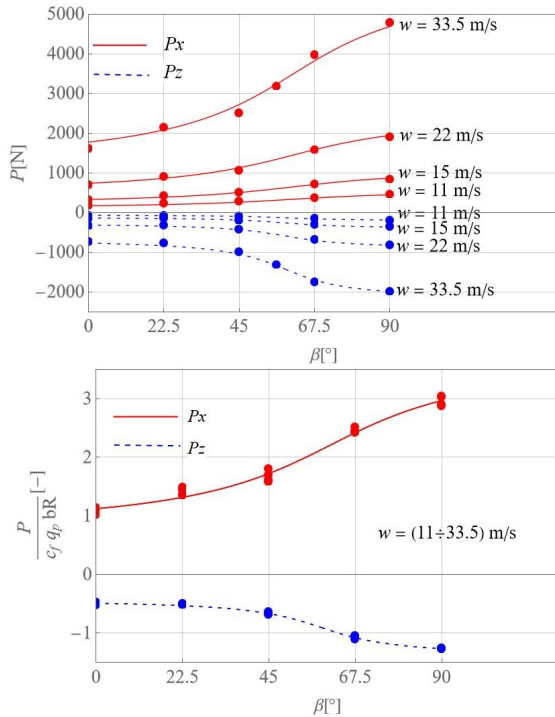 5000
w = 33.5 m/s
Px
4000
Pz
3000
P[N]
2000
w = 22 m/s
1000
w = 15 m/s
w = 11 m/s
0
w = 11 m/s
w = 15 m/s
−1000
w = 22 m/s
−2000
w = 33.5 m/s
0 22.5 45 67.5 90
β[°]
3
Px
Pz
2
P / c_f q_p bR [−]
1
w = (11÷33.5) m/s
0
−1
0 22.5 45 67.5 90
β[°]